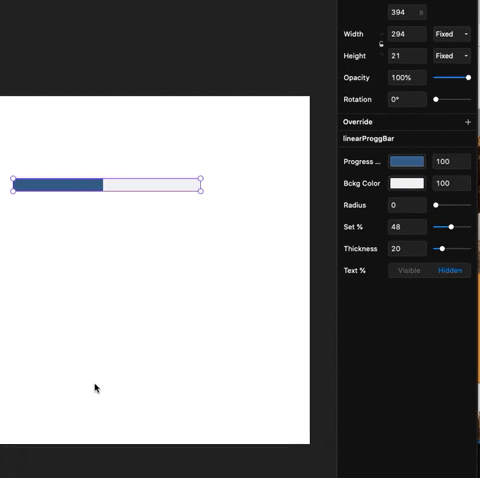 394
Width 294 Fixed
Height 21 Fixed
Opacity 100%
Rotation 0°
Override
linearProggBar
Progress ... 100
Bckg Color 100
Radius 0
Set % 48
Thickness 20
Text % Visible Hidden